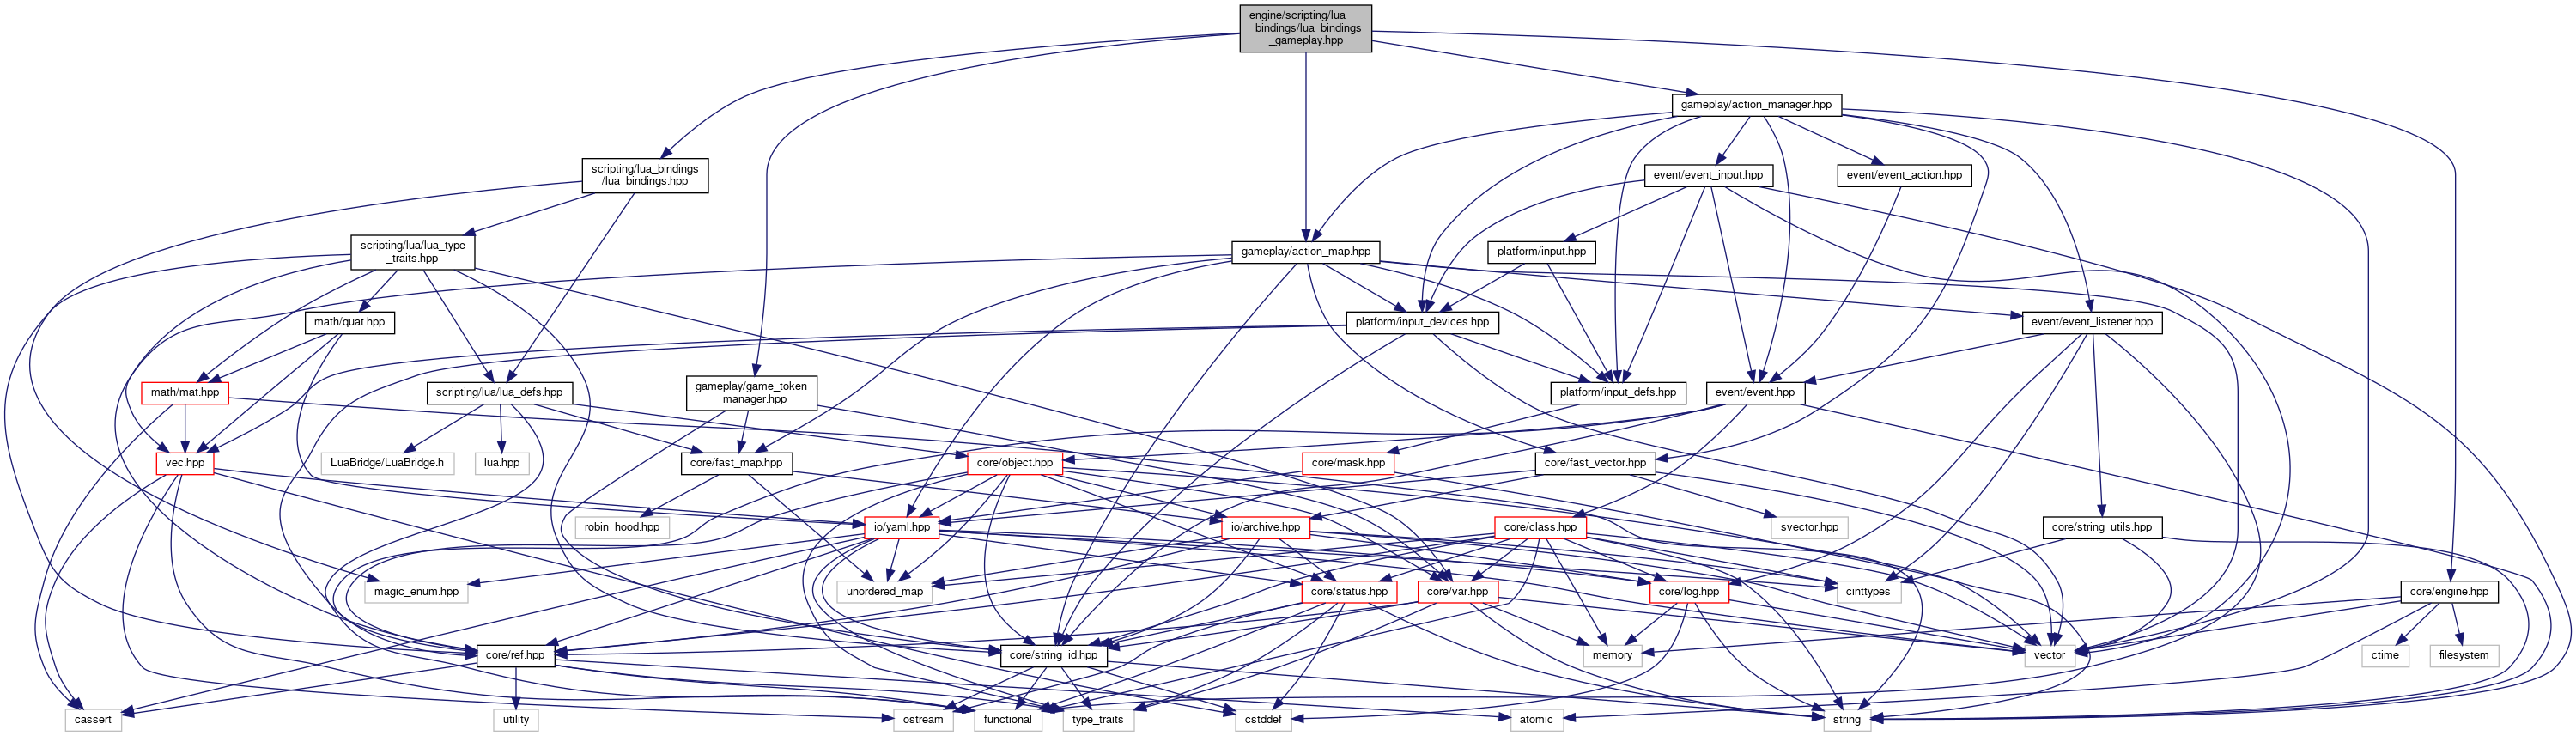 engine/scripting/lua
_bindings/lua_bindings
_gameplay.hpp
gameplay/action_manager.hpp
scripting/lua_bindings
/lua_bindings.hpp
event/event_input.hpp
event/event_action.hpp
scripting/lua/lua_type
_traits.hpp
gameplay/action_map.hpp
platform/input.hpp
math/quat.hpp
platform/input_devices.hpp
event/event_listener.hpp
math/mat.hpp
scripting/lua/lua_defs.hpp
gameplay/game_token
_manager.hpp
platform/input_defs.hpp
event/event.hpp
vec.hpp
LuaBridge/LuaBridge.h
lua.hpp
core/fast_map.hpp
core/object.hpp
core/mask.hpp
core/fast_vector.hpp
robin_hood.hpp
io/yaml.hpp
io/archive.hpp
core/class.hpp
svector.hpp
core/string_utils.hpp
magic_enum.hpp
unordered_map
core/status.hpp
core/var.hpp
core/log.hpp
cinttypes
core/engine.hpp
core/ref.hpp
core/string_id.hpp
memory
vector
ctime
filesystem
cassert
utility
ostream
functional
type_traits
cstddef
atomic
string